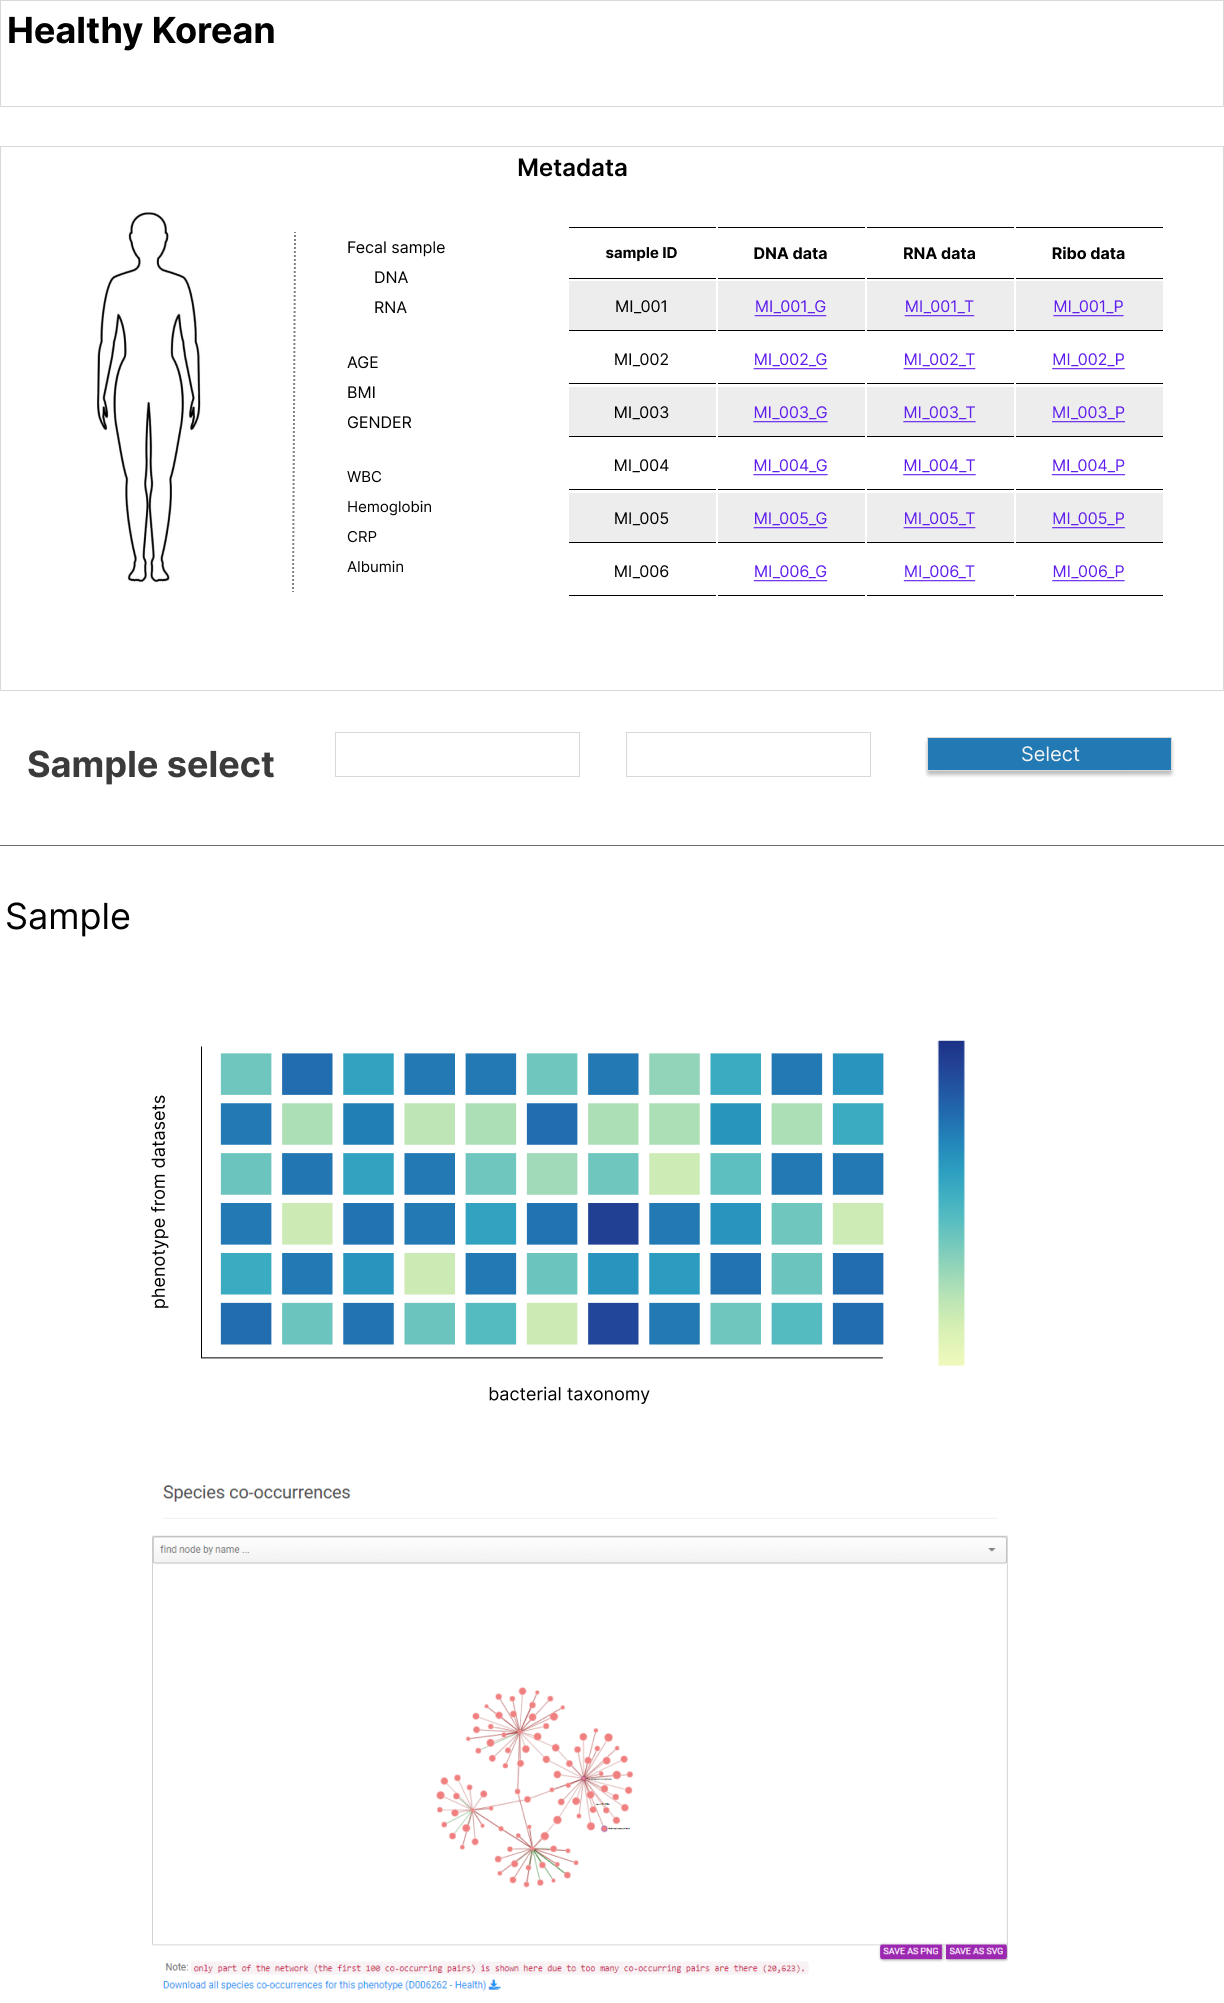 Healthy Korean
Metadata
Fecal sample
DNA
RNA
AGE
BMI
GENDER
WBC
Hemoglobin
CRP
Albumin
sample ID DNA data RNA data Ribo data
MI_001 MI_001_G MI_001_T MI_001_P
MI_002 MI_002_G MI_002_T MI_002_P
MI_003 MI_003_G MI_003_T MI_003_P
MI_004 MI_004_G MI_004_T MI_004_P
MI_005 MI_005_G MI_005_T MI_005_P
MI_006 MI_006_G MI_006_T MI_006_P
Sample select
Select
Sample
phenotype from datasets
bacterial taxonomy
Species co-occurrences
find node by name ...
SAVE AS PNG SAVE AS SVG
Note: only part of the network (the first 100 co-occurring pairs) is shown here due to too many co-occurring pairs are there (20,623).
Download all species co-occurrences for this phenotype (D006262 - Health)